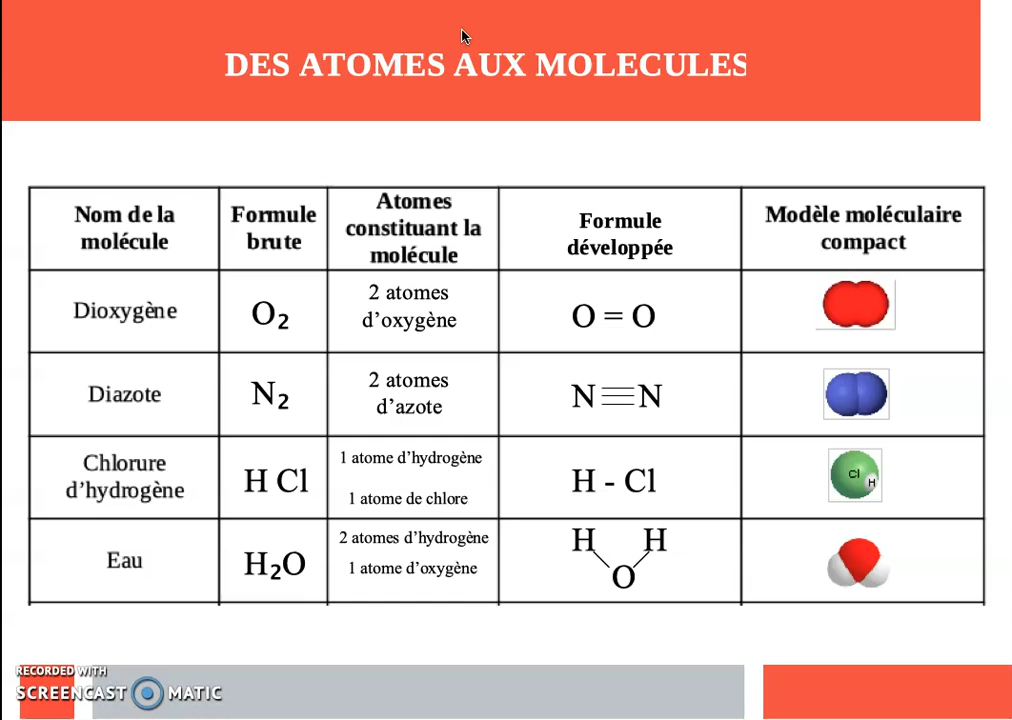 DES ATOMES AUX MOLECULES
Nom de la
molécule
Formule
brute
Atomes
constituant la
molécule
Formule
développée
Modèle moléculaire
compact
Dioxygène
O₂
2 atomes
d’oxygène
O = O
Diazote
N₂
2 atomes
d’azote
N≡N
Chlorure
d’hydrogène
H Cl
1 atome d’hydrogène
1 atome de chlore
H - Cl
Cl
H
Eau
H₂O
2 atomes d’hydrogène
1 atome d’oxygène
H H
O
RECORDED WITH
SCREENCAST MATIC